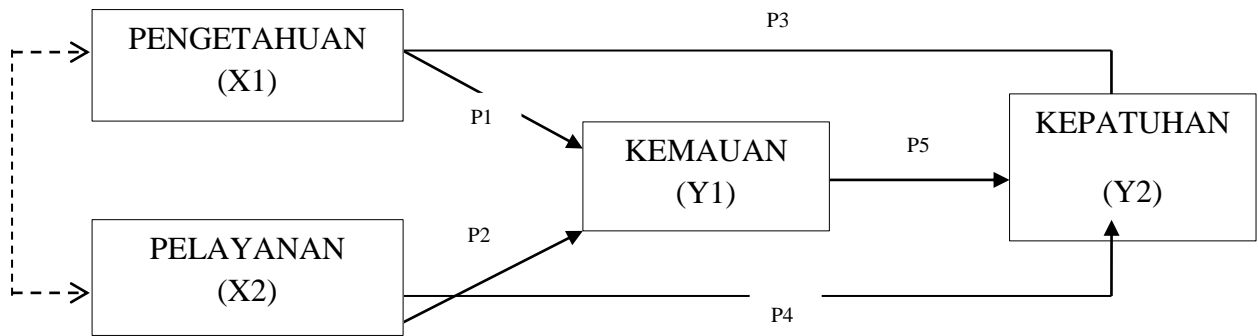 PENGETAHUAN
(X1)
P3
P1
KEMAUAN
(Y1)
P5
KEPATUHAN
(Y2)
PELAYANAN
(X2)
P2
P4